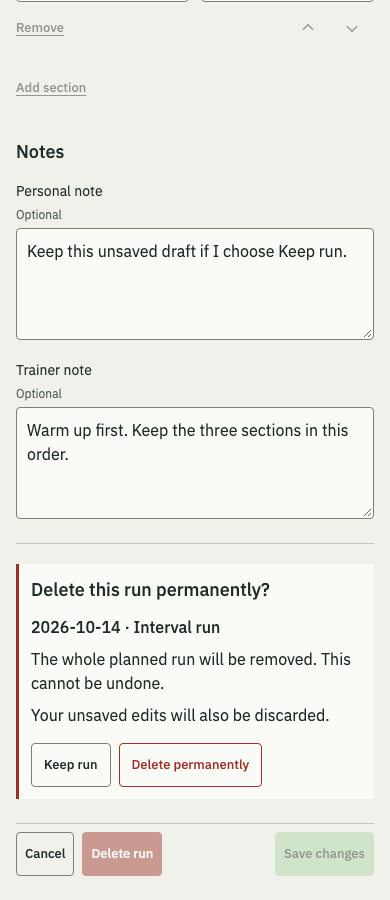 Remove
Add section
Notes
Personal note
Optional
Keep this unsaved draft if I choose Keep run.
Trainer note
Optional
Warm up first. Keep the three sections in this
order.
Delete this run permanently?
2026-10-14 · Interval run
The whole planned run will be removed. This
cannot be undone.
Your unsaved edits will also be discarded.
Keep run
Delete permanently
Cancel
Delete run
Save changes